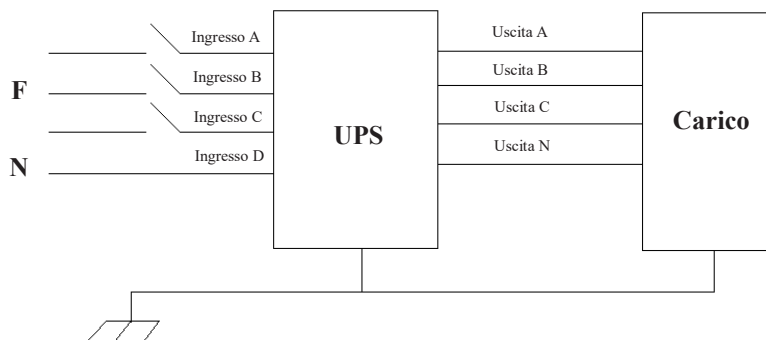 Ingresso A
Uscita A
Ingresso B
Uscita B
F
Ingresso C
Uscita C
UPS
Carico
Ingresso D
Uscita N
N